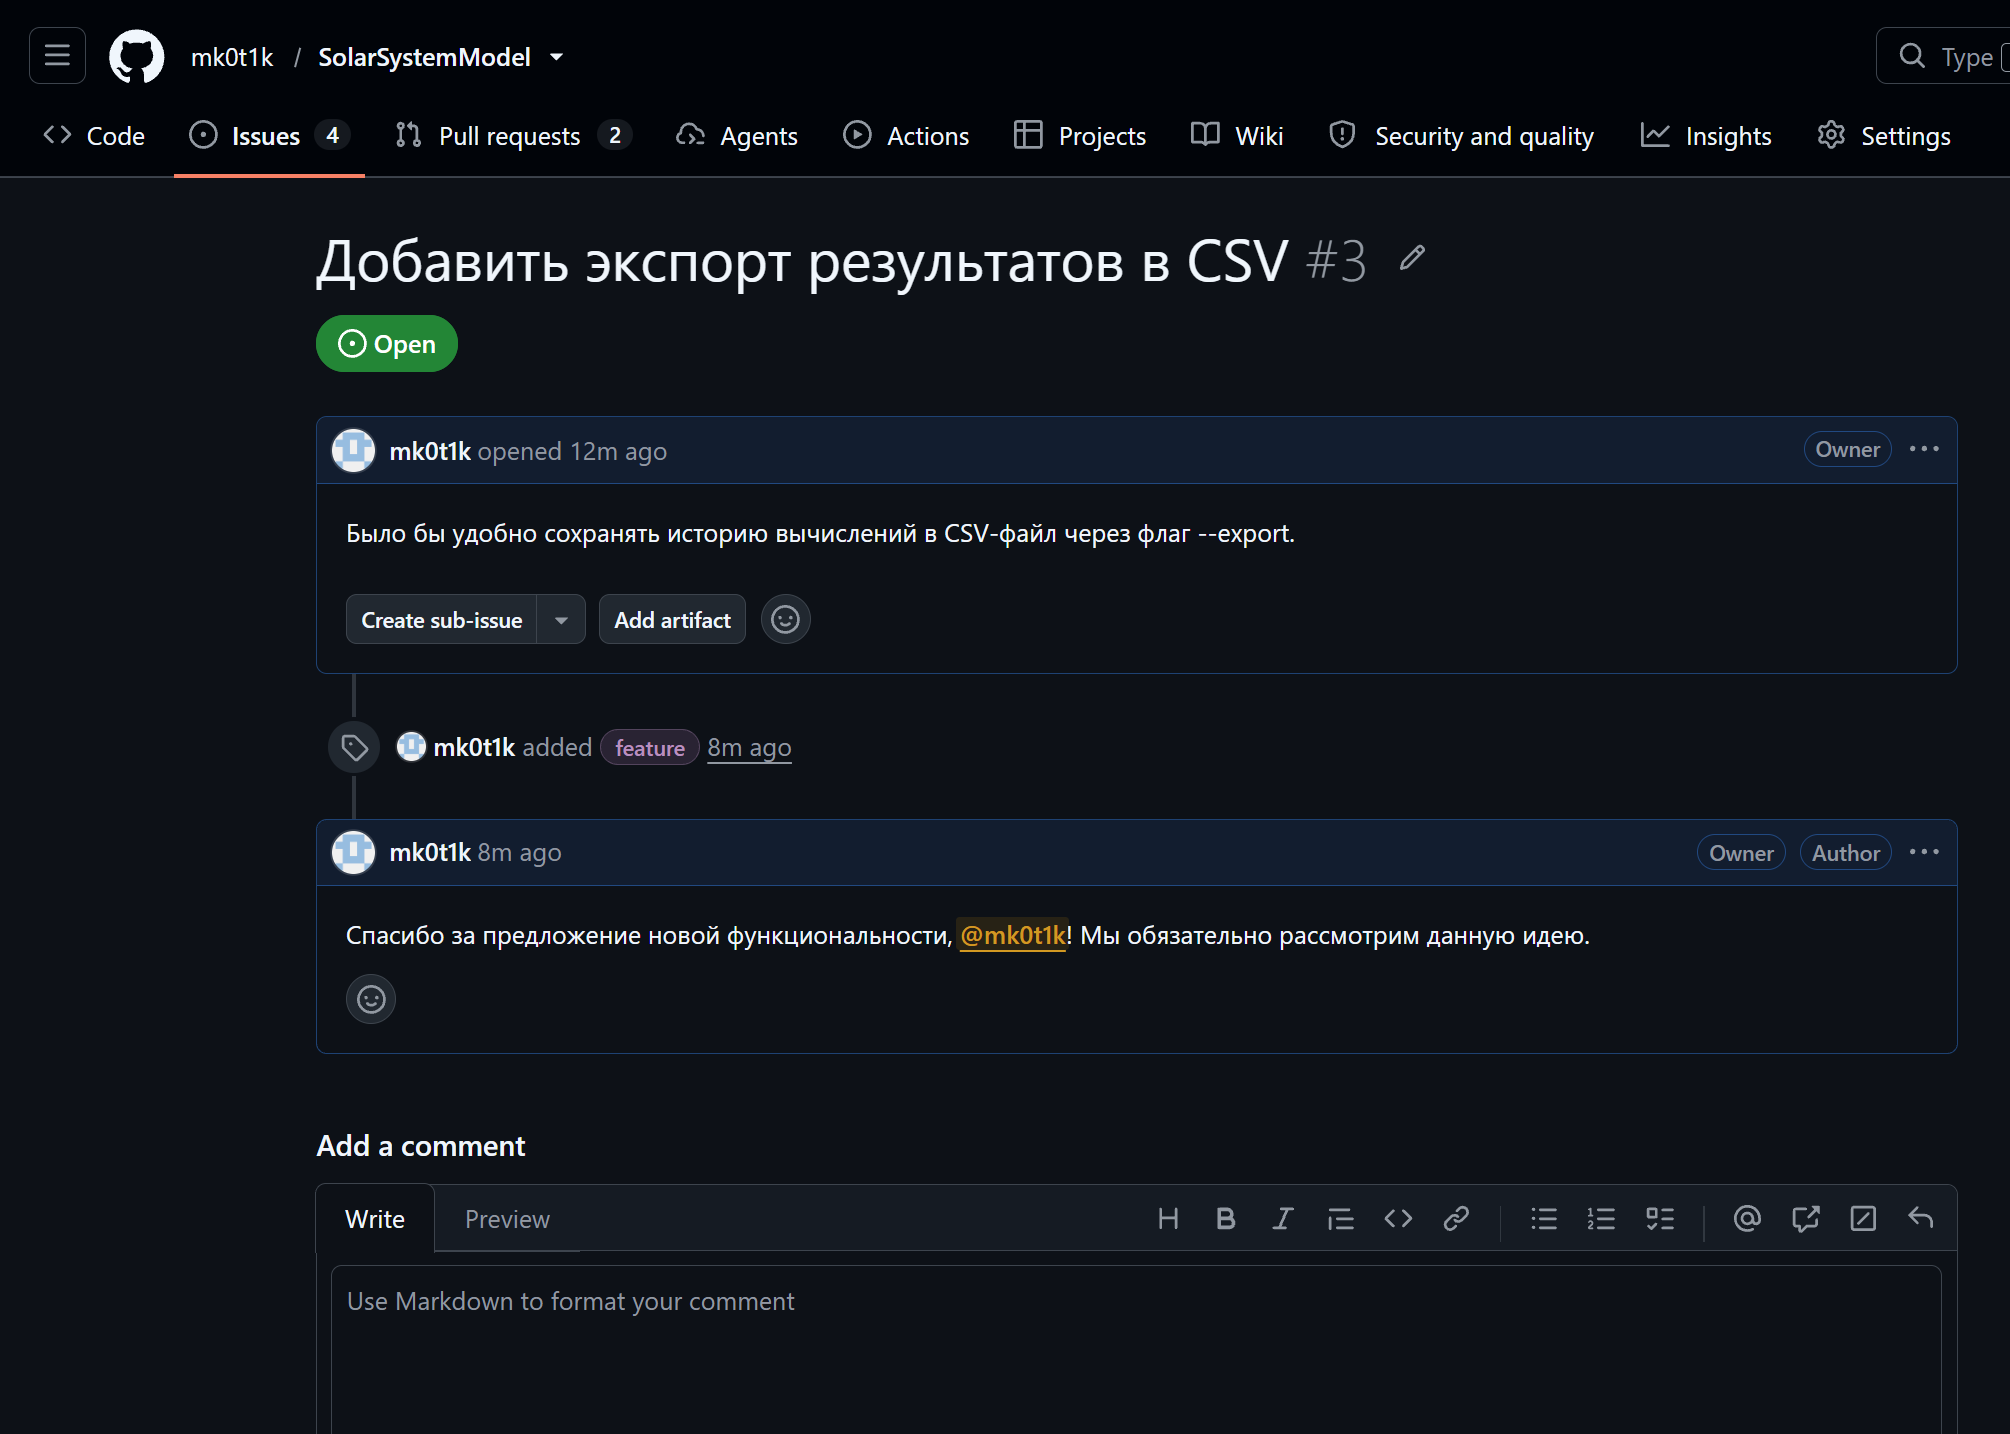 mk0t1k / SolarSystemModel
Type
Code Issues 4 Pull requests 2 Agents Actions Projects Wiki Security and quality Insights Settings
Добавить экспорт результатов в CSV #3
Open
mk0t1k opened 12m ago Owner
Было бы удобно сохранять историю вычислений в CSV-файл через флаг --export.
Create sub-issue Add artifact
mk0t1k added feature 8m ago
mk0t1k 8m ago Owner Author
Спасибо за предложение новой функциональности, @mk0t1k! Мы обязательно рассмотрим данную идею.
Add a comment
Write Preview
Use Markdown to format your comment